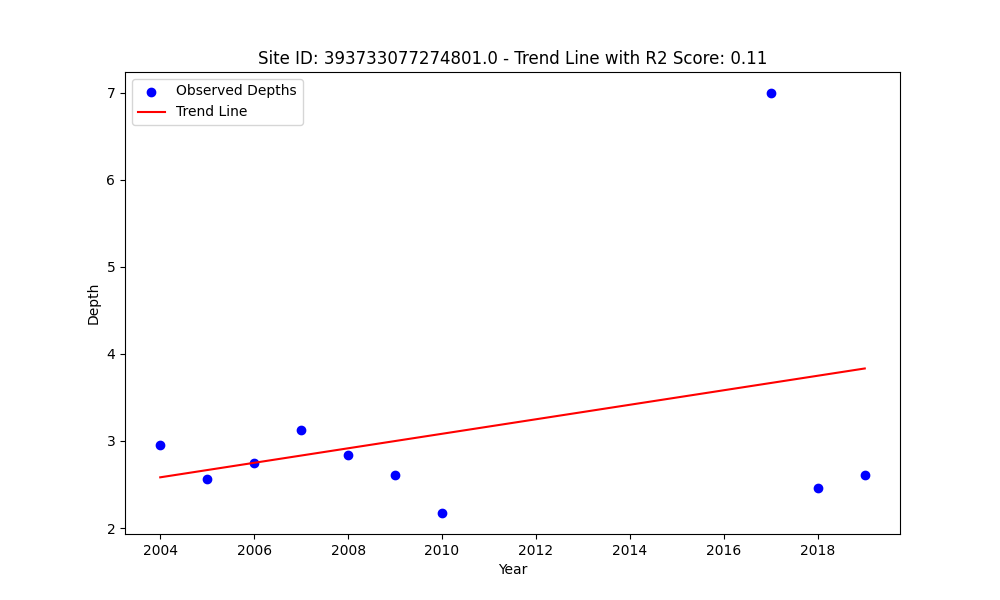 Site ID: 393733077274801.0 - Trend Line with R2 Score: 0.11
Observed Depths
Trend Line
7
6
5
4
3
2
Depth
2004
2006
2008
2010
2012
2014
2016
2018
Year